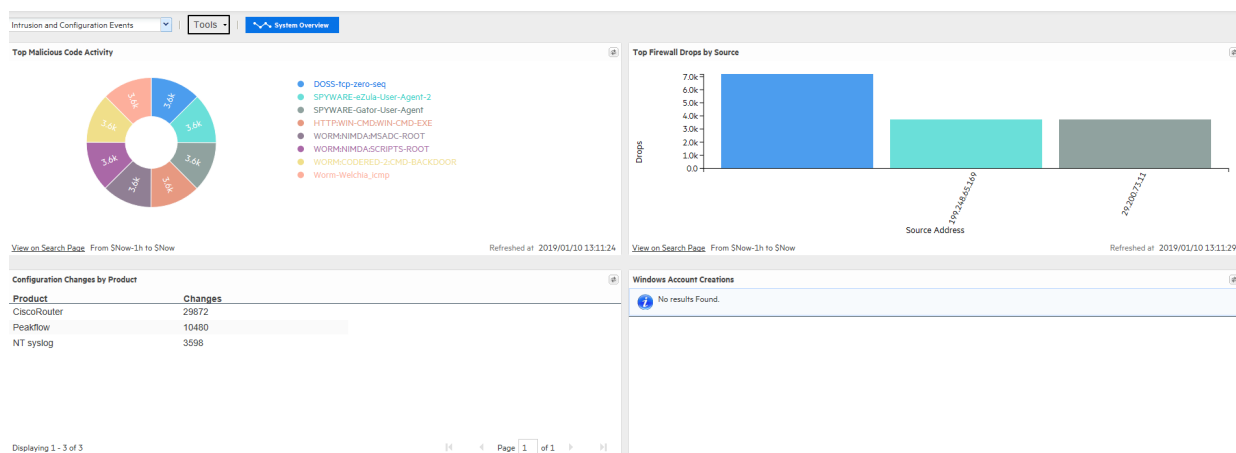 Intrusion and Configuration Events
Tools
System Overview
Top Malicious Code Activity
3.6k
3.6k
3.6k
3.6k
3.6k
3.6k
3.6k
3.6k
DOSS-tcp-zero-seq
SPYWARE-eZula-User-Agent-2
SPYWARE-Gator-User-Agent
HTTP:WIN-CMD:WIN-CMD-EXE
WORM:NIMDA:MSADC-ROOT
WORM:NIMDA:SCRIPTS-ROOT
WORM:CODERED-2:CMD-BACKDOOR
Worm-Welchia_icmp
View on Search Page From $Now-1h to $Now
Refreshed at 2019/01/10 13:11:24
Top Firewall Drops by Source
Drops
7.0k
6.0k
5.0k
4.0k
3.0k
2.0k
1.0k
0.0
199.248.65.169
29.200.73.11
Source Address
View on Search Page From $Now-1h to $Now
Refreshed at 2019/01/10 13:11:29
Configuration Changes by Product
Product Changes
CiscoRouter 29872
Peakflow 10480
NT syslog 3598
Displaying 1 - 3 of 3
Page 1 of 1
Windows Account Creations
No results Found.